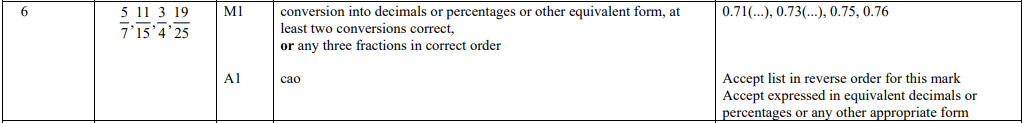 6 5/7, 11/15, 3/4, 19/25 M1 conversion into decimals or percentages or other equivalent form, at 0.71(...), 0.73(...), 0.75, 0.76
least two conversions correct,
or any three fractions in correct order
A1 cao Accept list in reverse order for this mark
Accept expressed in equivalent decimals or
percentages or any other appropriate form